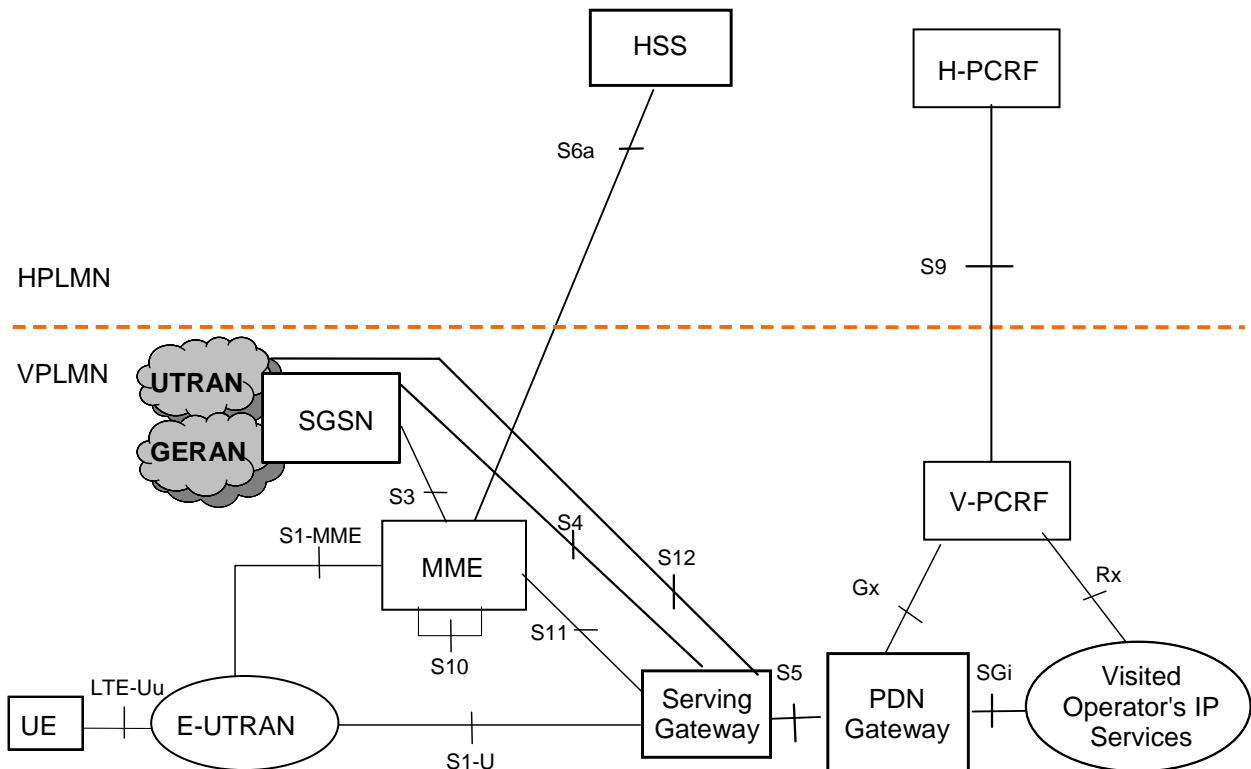 HSS
H-PCRF
S6a
S9
HPLMN
VPLMN
UTRAN
SGSN
GERAN
S3
S4
V-PCRF
S1-MME
MME
S12
Gx
Rx
S11
S10
S5
SGi
LTE-Uu
UE
E-UTRAN
S1-U
Serving
Gateway
PDN
Gateway
Visited
Operator's IP
Services